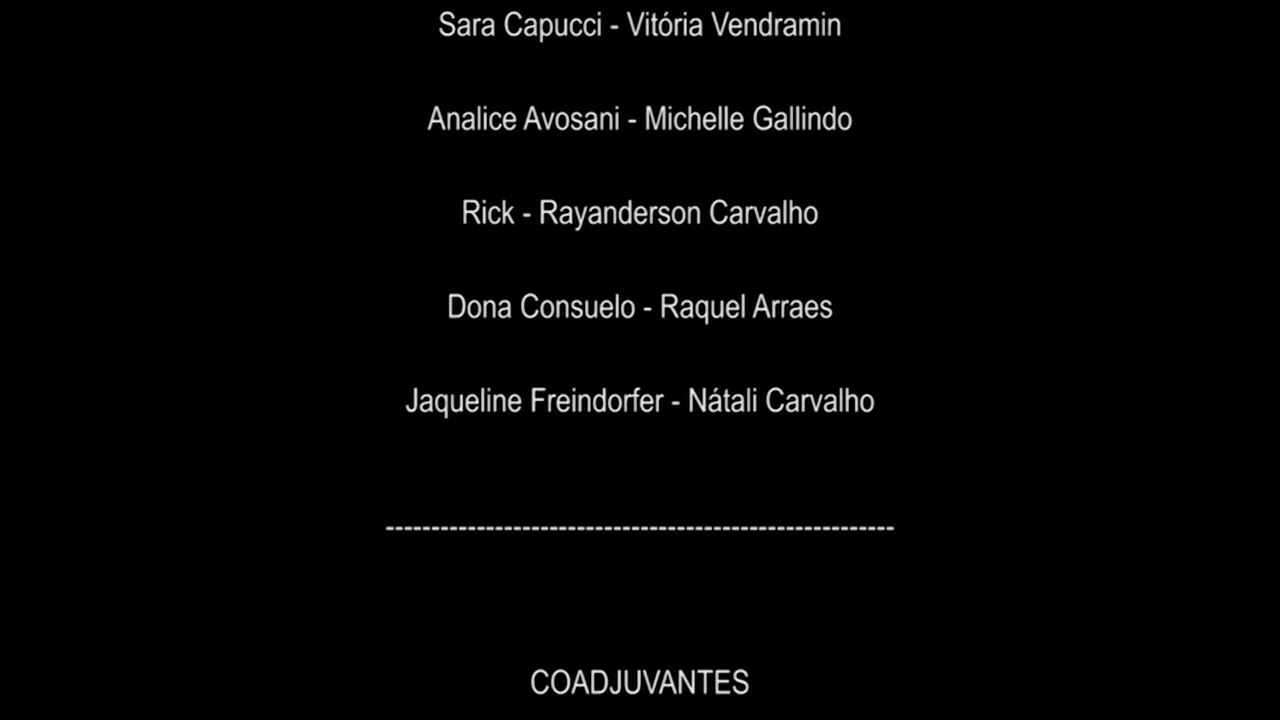 Sara Capucci - Vitória Vendramin
Analice Avosani - Michelle Gallindo
Rick - Rayanderson Carvalho
Dona Consuelo - Raquel Arraes
Jaqueline Freindorfer - Nátali Carvalho
--------------------------------------------------------
COADJUVANTES